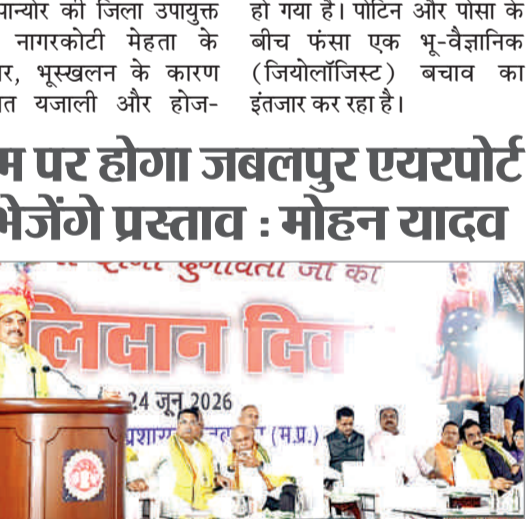 पान्योर की जिला उपायुक्त
नागरकोटी मेहता के
भूस्खलन के कारण
यजाली और होज-
हो गया है। पोटिन और पोसा के
बीच फंसा एक भू-वैज्ञानिक
(जियोलॉजिस्ट) बचाव का
इंतजार कर रहा है।
पर होगा जबलपुर एयरपोर्ट
भेजेंगे प्रस्ताव : मोहन यादव
दुर्गावती जी का
लिदान दिव
24 जून 2026
(म.प्र.)